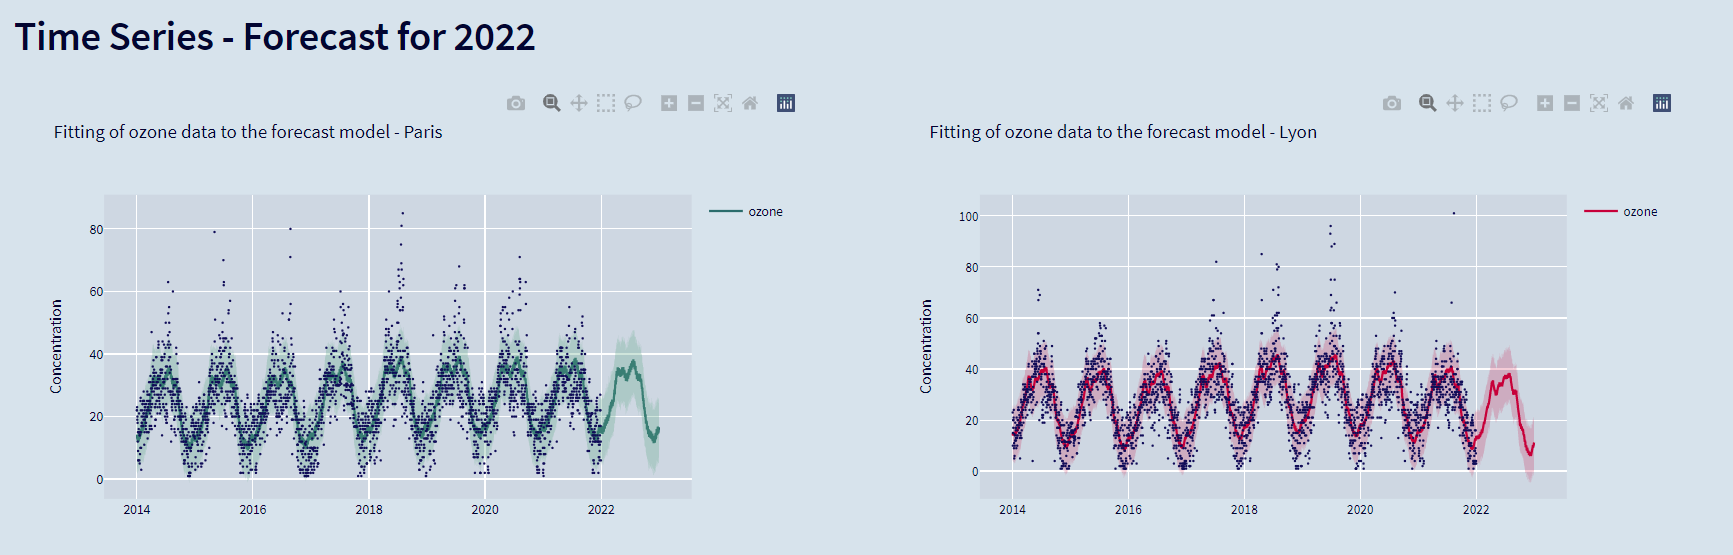 Time Series - Forecast for 2022
Fitting of ozone data to the forecast model - Paris
ozone
80
60
40
20
0
Concentration
2014 2016 2018 2020 2022
Fitting of ozone data to the forecast model - Lyon
ozone
100
80
60
40
20
0
Concentration
2014 2016 2018 2020 2022